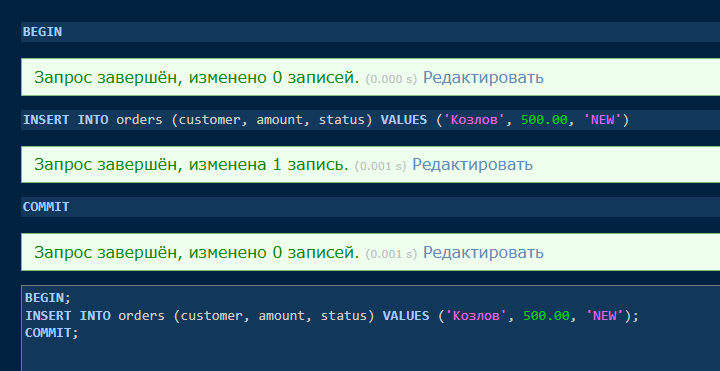 BEGIN
Запрос завершён, изменено 0 записей. (0.000 s) Редактировать
INSERT INTO orders (customer, amount, status) VALUES ('Козлов', 500.00, 'NEW')
Запрос завершён, изменена 1 запись. (0.001 s) Редактировать
COMMIT
Запрос завершён, изменено 0 записей. (0.001 s) Редактировать
BEGIN;
INSERT INTO orders (customer, amount, status) VALUES ('Козлов', 500.00, 'NEW');
COMMIT;